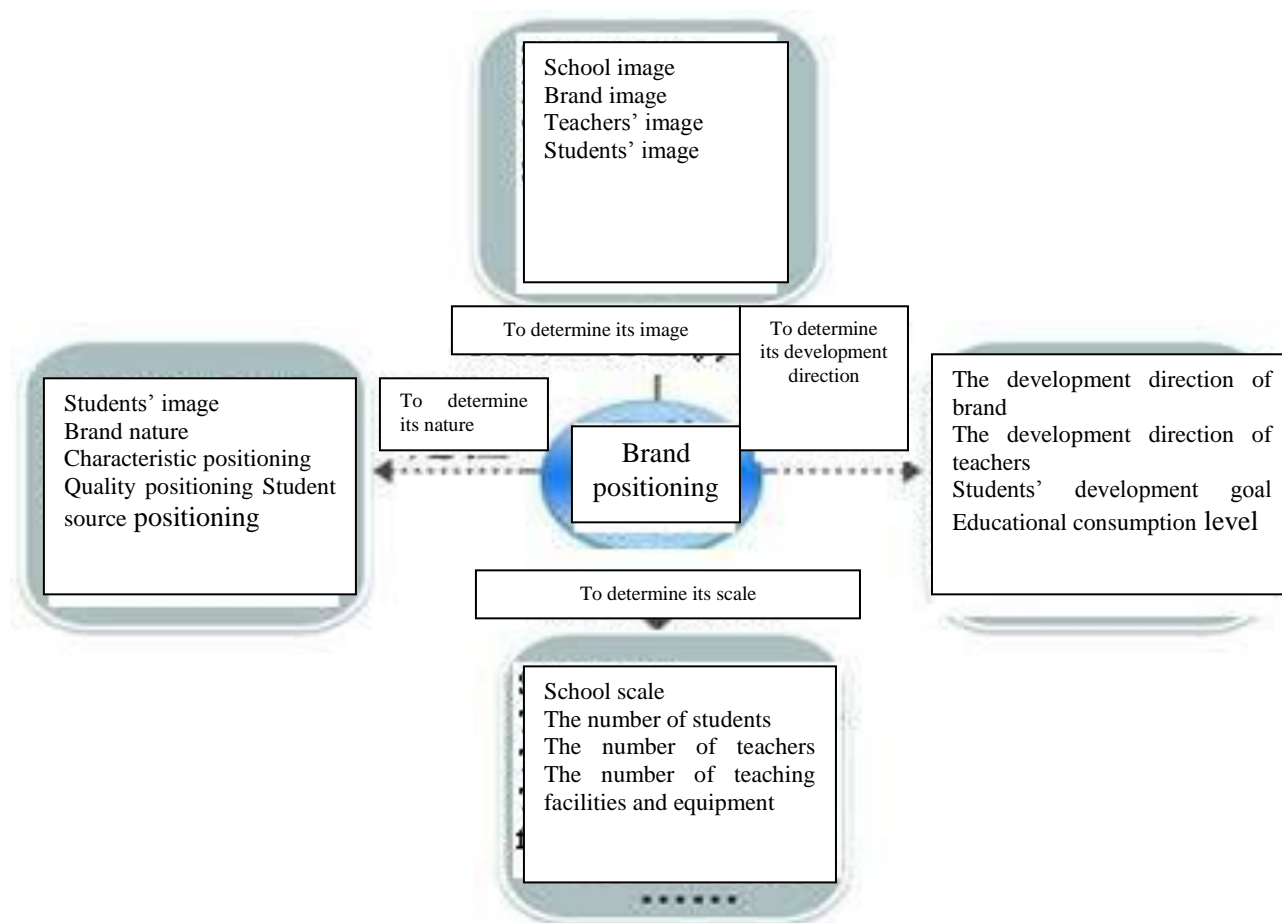 School image
Brand image
Teachers’ image
Students’ image
To determine its image
To determine
its development
direction
To determine
its nature
Students’ image
Brand nature
Characteristic positioning
Quality positioning Student
source positioning
Brand
positioning
The development direction of
brand
The development direction of
teachers
Students’ development goal
Educational consumption level
To determine its scale
School scale
The number of students
The number of teachers
The number of teaching
facilities and equipment
......